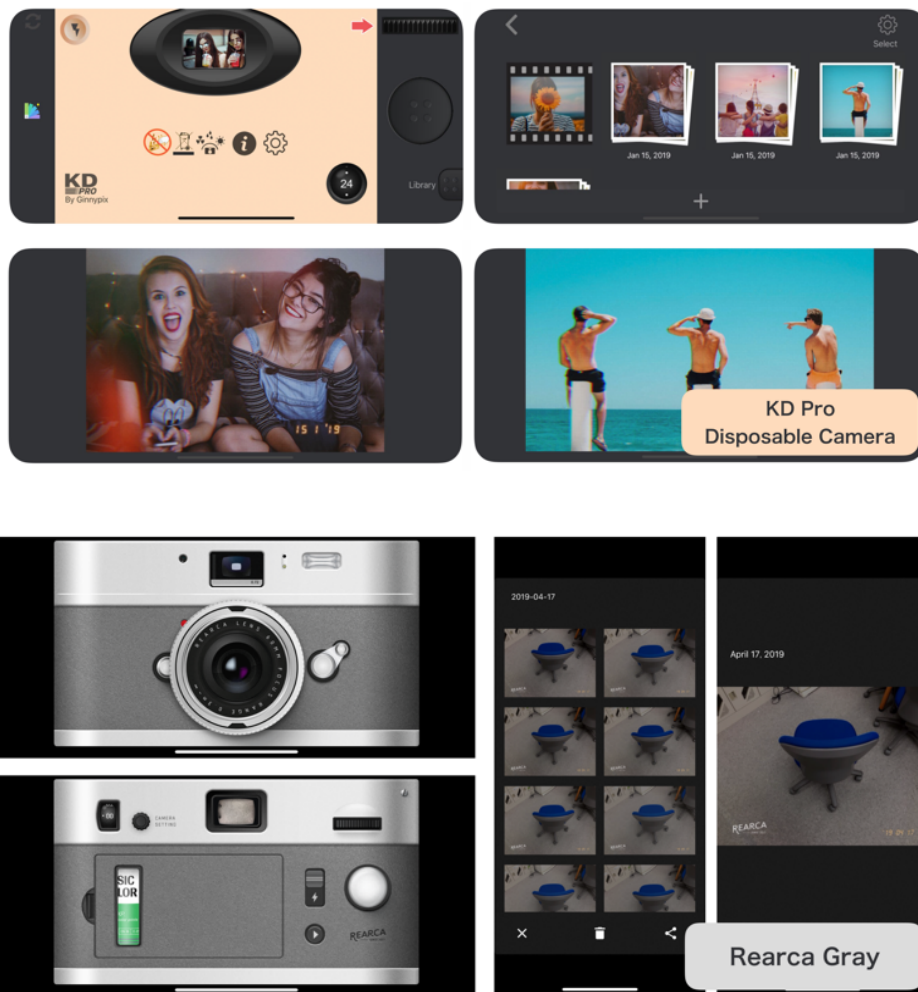 KD
PRO
By Ginnypix
24
Library
Select
Jan 15, 2019
Jan 15, 2019
Jan 15, 2019
15 1 '19
KD Pro
Disposable Camera
REARCA LENS
CAMERA
SETTING
SIC
LOR
REARCA
2019-04-17
April 17, 2019
REARCA
Rearca Gray